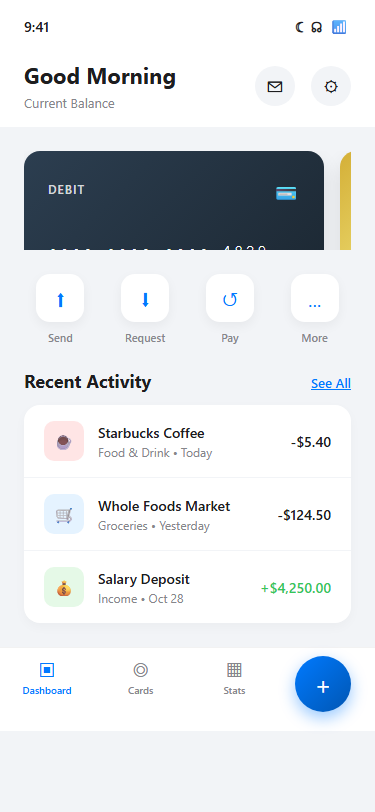 9:41
Good Morning
Current Balance
DEBIT
Send
Request
Pay
More
Recent Activity
See All
Starbucks Coffee
-$5.40
Food & Drink • Today
Whole Foods Market
-$124.50
Groceries • Yesterday
Salary Deposit
+$4,250.00
Income • Oct 28
Dashboard
Cards
Stats
+